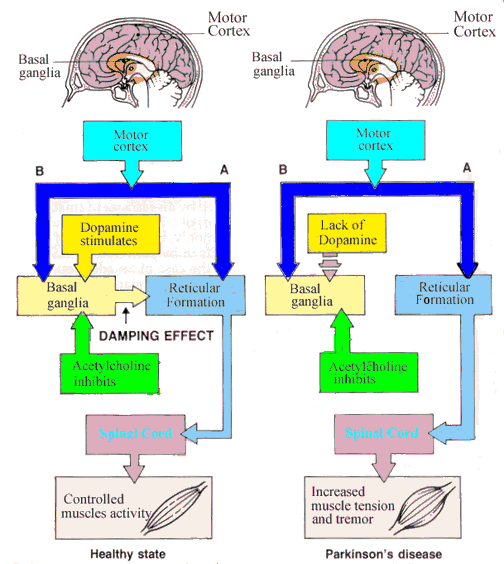 Motor
Cortex
Basal
ganglia
Motor
cortex
B
A
Dopamine
stimulates
Basal
ganglia
Reticular
Formation
DAMPING EFFECT
Acetylcholine
inhibits
Spinal Cord
Controlled
muscles activity
Healthy state
Motor
Cortex
Basal
ganglia
Motor
cortex
B
A
Lack of
Dopamine
Basal
ganglia
Reticular
Formation
Acetylcholine
inhibits
Spinal Cord
Increased
muscle tension
and tremor
Parkinson's disease